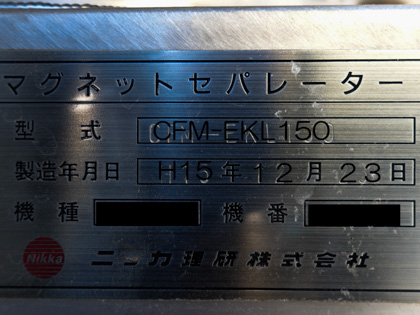 マグネットセパレーター
型式 CFM-EKL150
製造年月日 H15年12月23日
機種 機番
Nikka ニッカ理研株式会社